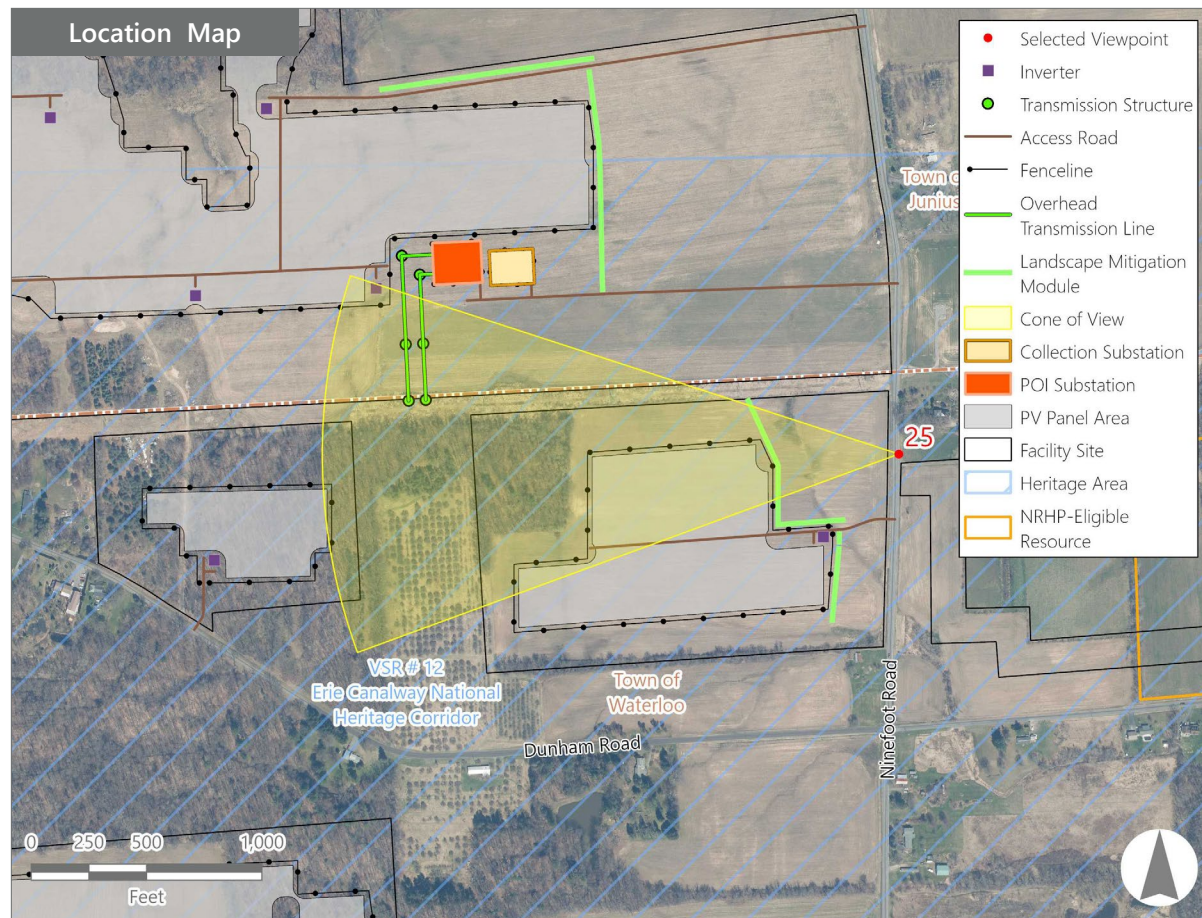 Location Map
Selected Viewpoint
Inverter
Transmission Structure
Access Road
Fenceline
Overhead
Transmission Line
Landscape Mitigation
Module
Cone of View
Collection Substation
POI Substation
PV Panel Area
Facility Site
Heritage Area
NRHP-Eligible
Resource
Junius
25
VSR # 12
Erie Canalway National
Heritage Corridor
Town of
Waterloo
Dunham Road
Ninefoot Road
0 250 500 1,000
Feet